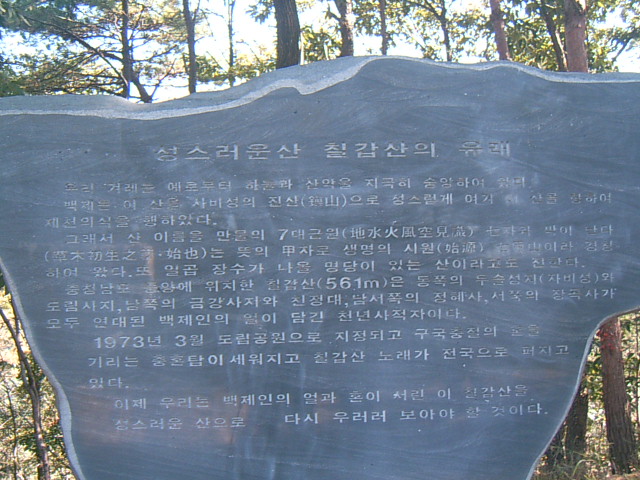 성스러운산 칠갑산의 유래
우리 겨레는 예로부터 하늘과 산악을 지극히 숭앙하여 왔다.
백제는 이 산을 사비성의 진산(鎭山)으로 성스럽게 여겨 이 산을 향하여
제천의식을 행하였다.
그래서 산 이름을 만물의 7대근원(地水火風空見識) 七자와 싹이 난다
(草木初生之 始也)는 뜻의 甲자로 생명의 시원(始源) 七甲山이라 경칭
하여 왔다. 또 일곱 장수가 나올 명당이 있는 산이라고도 전한다.
충청남도 청양에 위치한 칠갑산(561m)은 동쪽의 두솔성지(자비성)와
도림사지,남쪽의 금강사지와 천정대,남서쪽의 정혜사,서쪽의 장곡사가
모두 연대된 백제인의 얼이 담긴 천년사적지이다.
1973년 3월 도립공원으로 지정되고 구국충절의 혼을
기리는 충혼탑이 세워지고 칠갑산 노래가 전국으로 퍼지고
있다.
이제 우리는 백제인의 얼과 혼이 서린 이 칠갑산을
성스러운 산으로 다시 우러러 보아야 할 것이다.